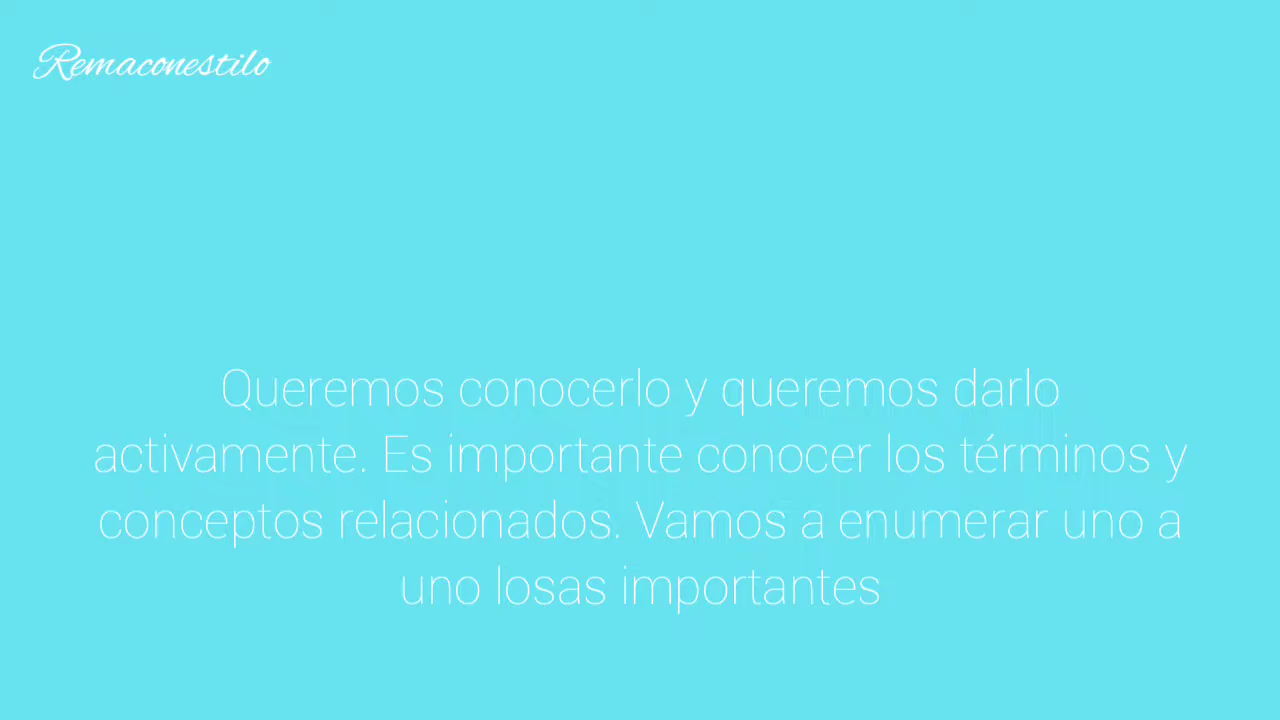 Remaconestilo
Queremos conocerlo y queremos darlo
activamente. Es importante conocer los términos y
conceptos relacionados. Vamos a enumerar uno a
uno losas importantes